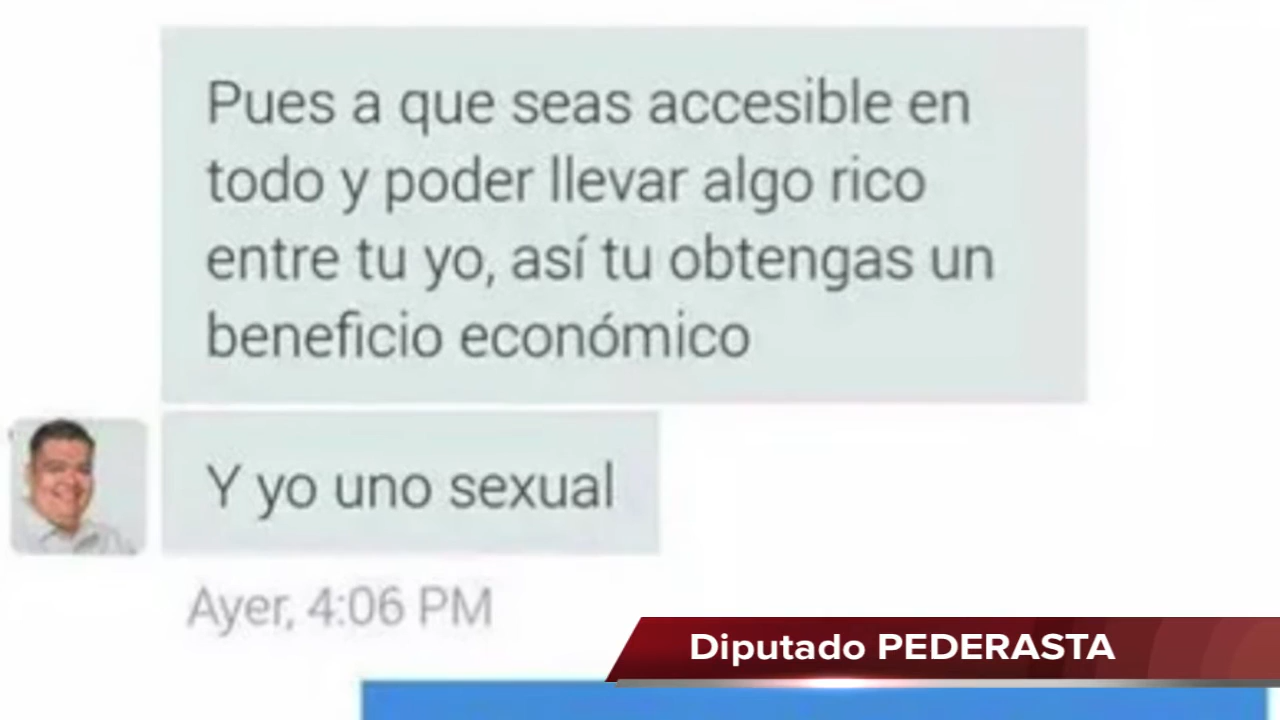 Pues a que seas accesible en
todo y poder llevar algo rico
entre tu yo, así tu obtengas un
beneficio económico
Y yo uno sexual
Ayer, 4:06 PM
Diputado PEDERASTA